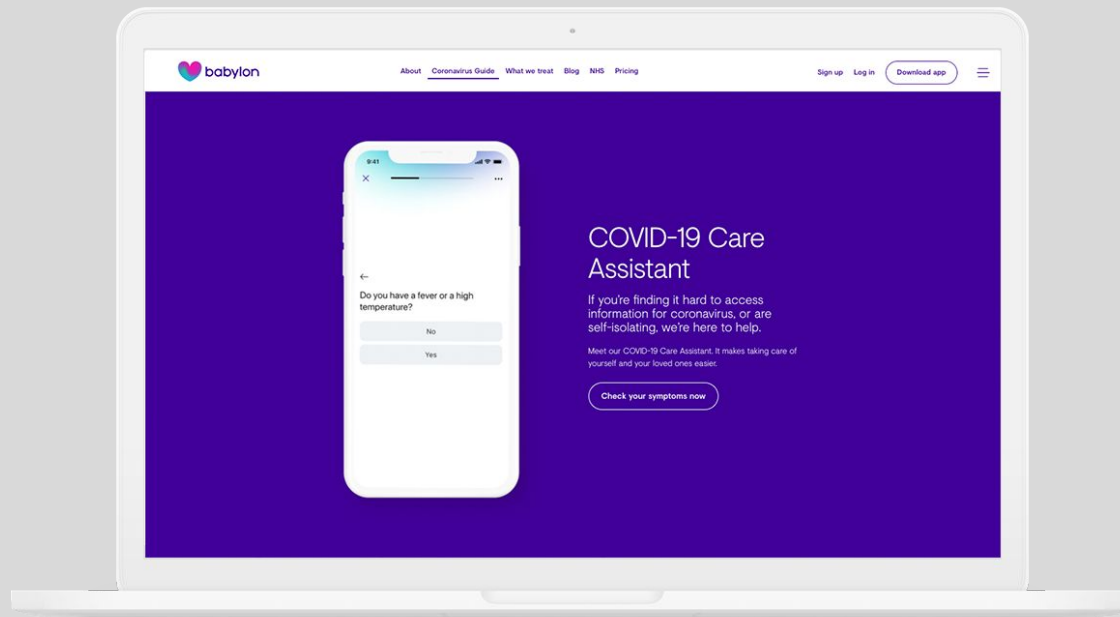 babylon
About Coronavirus Guide What we treat Blog NHS Pricing
Sign up Log in Download app
9:41
Do you have a fever or a high
temperature?
No
Yes
COVID-19 Care
Assistant
If you're finding it hard to access
information for coronavirus, or are
self-isolating, we're here to help.
Meet our COVID-19 Care Assistant. It makes taking care of
yourself and your loved ones easier.
Check your symptoms now